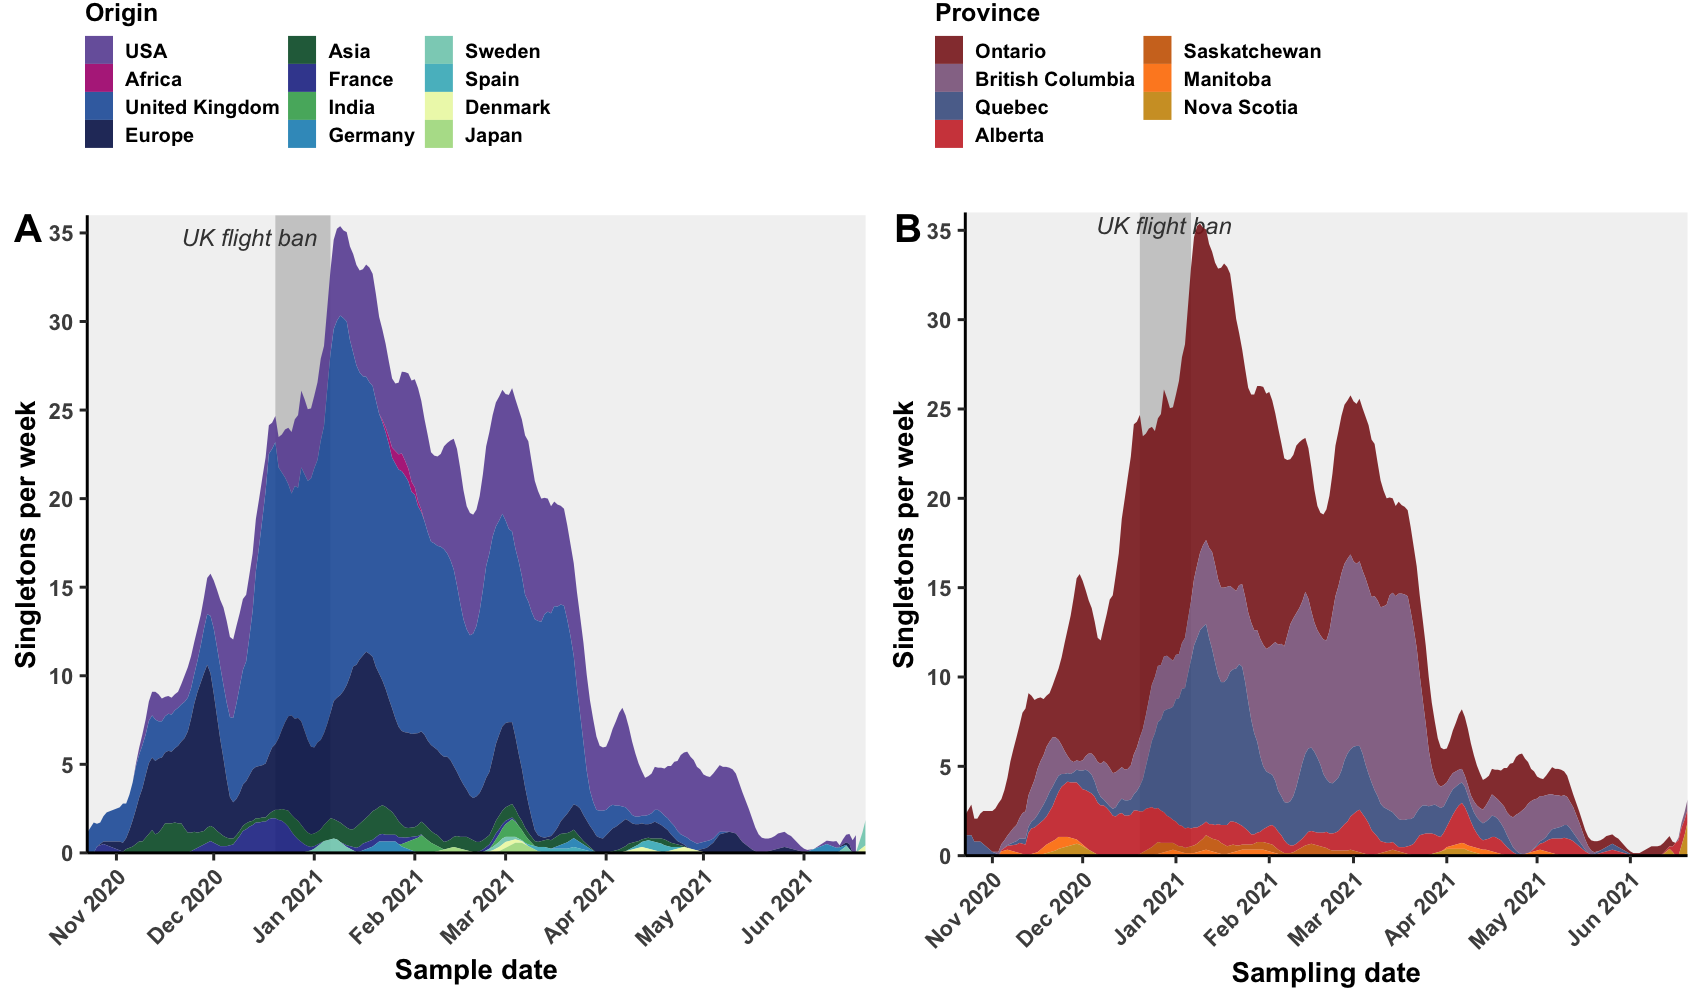 Origin
USA
Africa
United Kingdom
Europe
Asia
France
India
Germany
Sweden
Spain
Denmark
Japan
Province
Ontario
British Columbia
Quebec
Alberta
Saskatchewan
Manitoba
Nova Scotia
A
UK flight ban
Singletons per week
35
30
25
20
15
10
5
0
Nov 2020
Dec 2020
Jan 2021
Feb 2021
Mar 2021
Apr 2021
May 2021
Jun 2021
Sample date
B
UK flight ban
Singletons per week
35
30
25
20
15
10
5
0
Nov 2020
Dec 2020
Jan 2021
Feb 2021
Mar 2021
Apr 2021
May 2021
Jun 2021
Sampling date